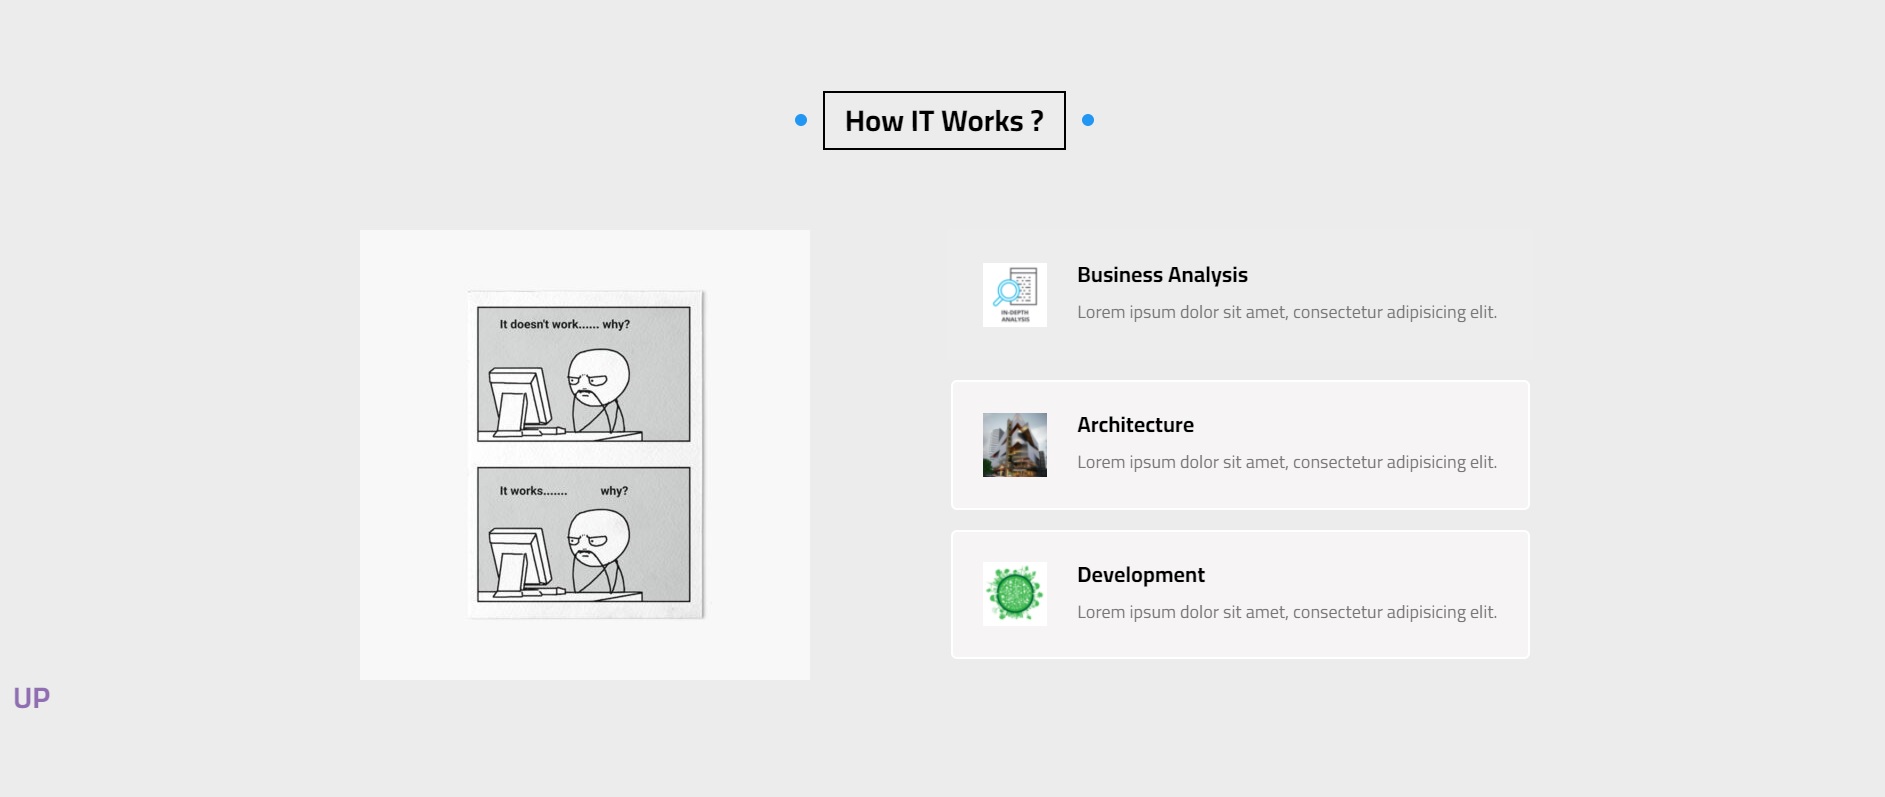 How IT Works ?
It doesn't work...... why?
It works....... why?
IN-DEPTH
ANALYSIS
Business Analysis
Lorem ipsum dolor sit amet, consectetur adipisicing elit.
Architecture
Lorem ipsum dolor sit amet, consectetur adipisicing elit.
Development
Lorem ipsum dolor sit amet, consectetur adipisicing elit.
UP